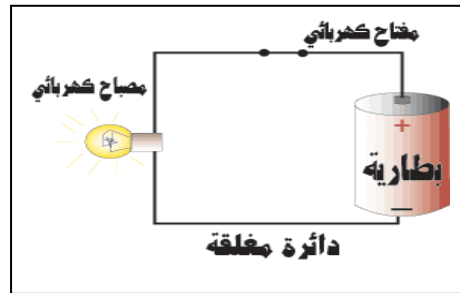 مفتاح كهربائي
مصباح كهربائي
+
بطارية
−
دائرة مغلقة